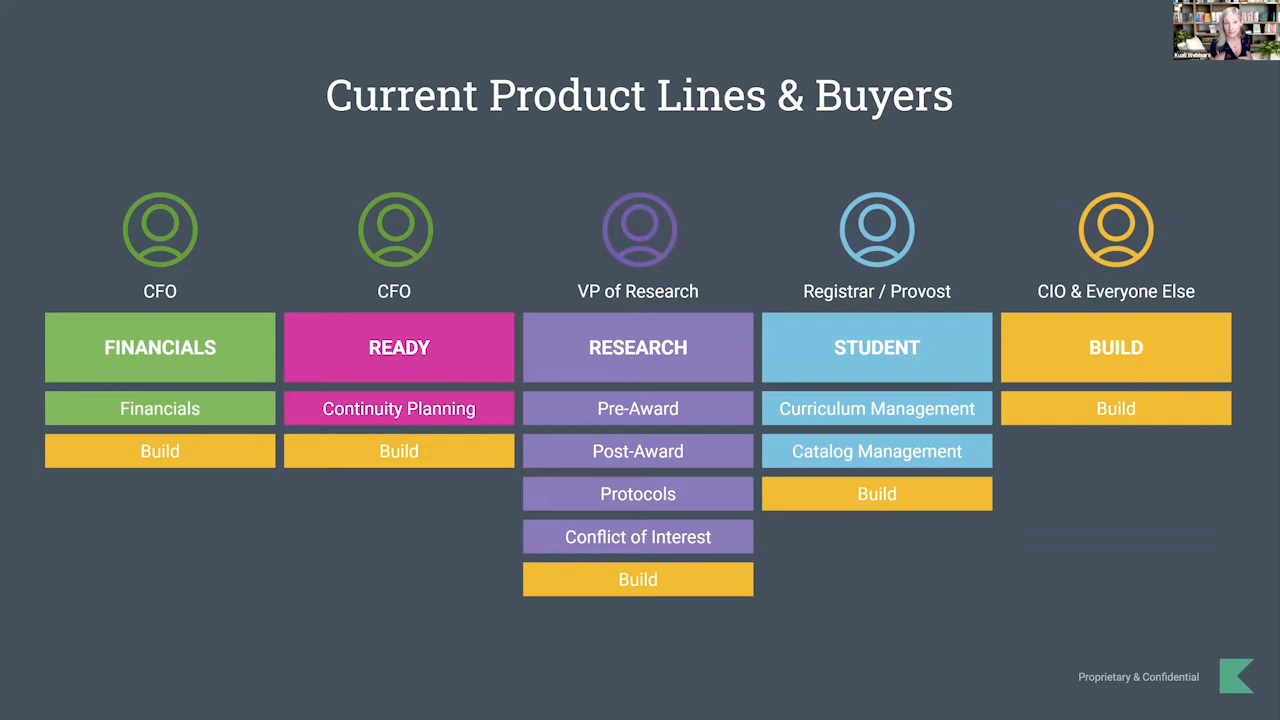 Kuali Webinars
Current Product Lines & Buyers
CFO
CFO
VP of Research
Registrar / Provost
CIO & Everyone Else
FINANCIALS
READY
RESEARCH
STUDENT
BUILD
Financials
Continuity Planning
Pre-Award
Curriculum Management
Build
Build
Build
Post-Award
Catalog Management
Protocols
Build
Conflict of Interest
Build
Proprietary & Confidential